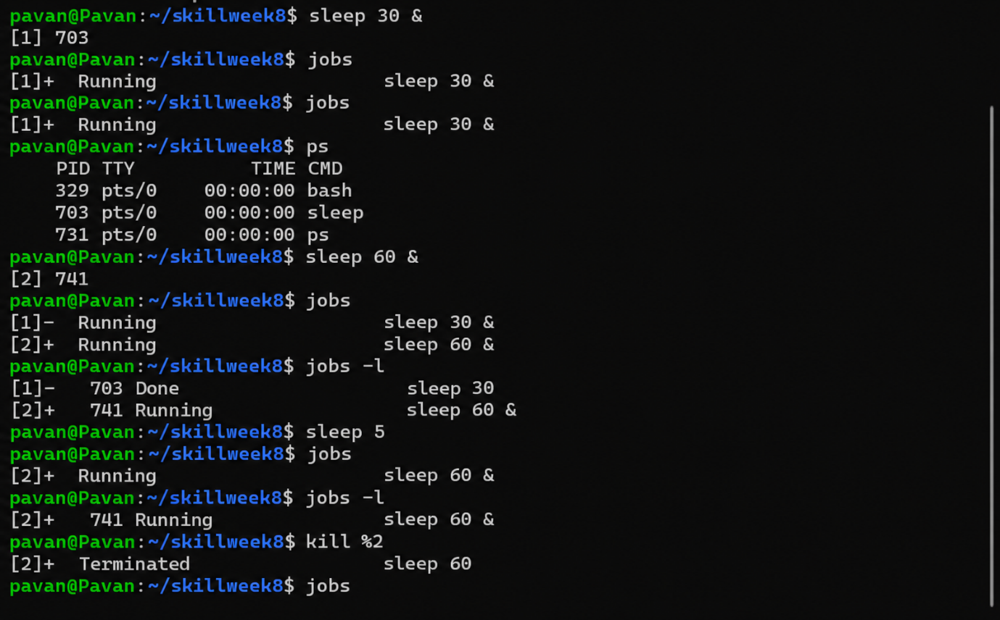 pavan@Pavan:~/skillweek8$ sleep 30 &
[1] 703
pavan@Pavan:~/skillweek8$ jobs
[1]+  Running                    sleep 30 &
pavan@Pavan:~/skillweek8$ jobs
[1]+  Running                    sleep 30 &
pavan@Pavan:~/skillweek8$ ps
    PID TTY          TIME CMD
    329 pts/0    00:00:00 bash
    703 pts/0    00:00:00 sleep
    731 pts/0    00:00:00 ps
pavan@Pavan:~/skillweek8$ sleep 60 &
[2] 741
pavan@Pavan:~/skillweek8$ jobs
[1]-  Running                    sleep 30 &
[2]+  Running                    sleep 60 &
pavan@Pavan:~/skillweek8$ jobs -l
[1]-   703 Done                    sleep 30
[2]+   741 Running                 sleep 60 &
pavan@Pavan:~/skillweek8$ sleep 5
pavan@Pavan:~/skillweek8$ jobs
[2]+  Running                    sleep 60 &
pavan@Pavan:~/skillweek8$ jobs -l
[2]+   741 Running               sleep 60 &
pavan@Pavan:~/skillweek8$ kill %2
[2]+  Terminated                 sleep 60
pavan@Pavan:~/skillweek8$ jobs